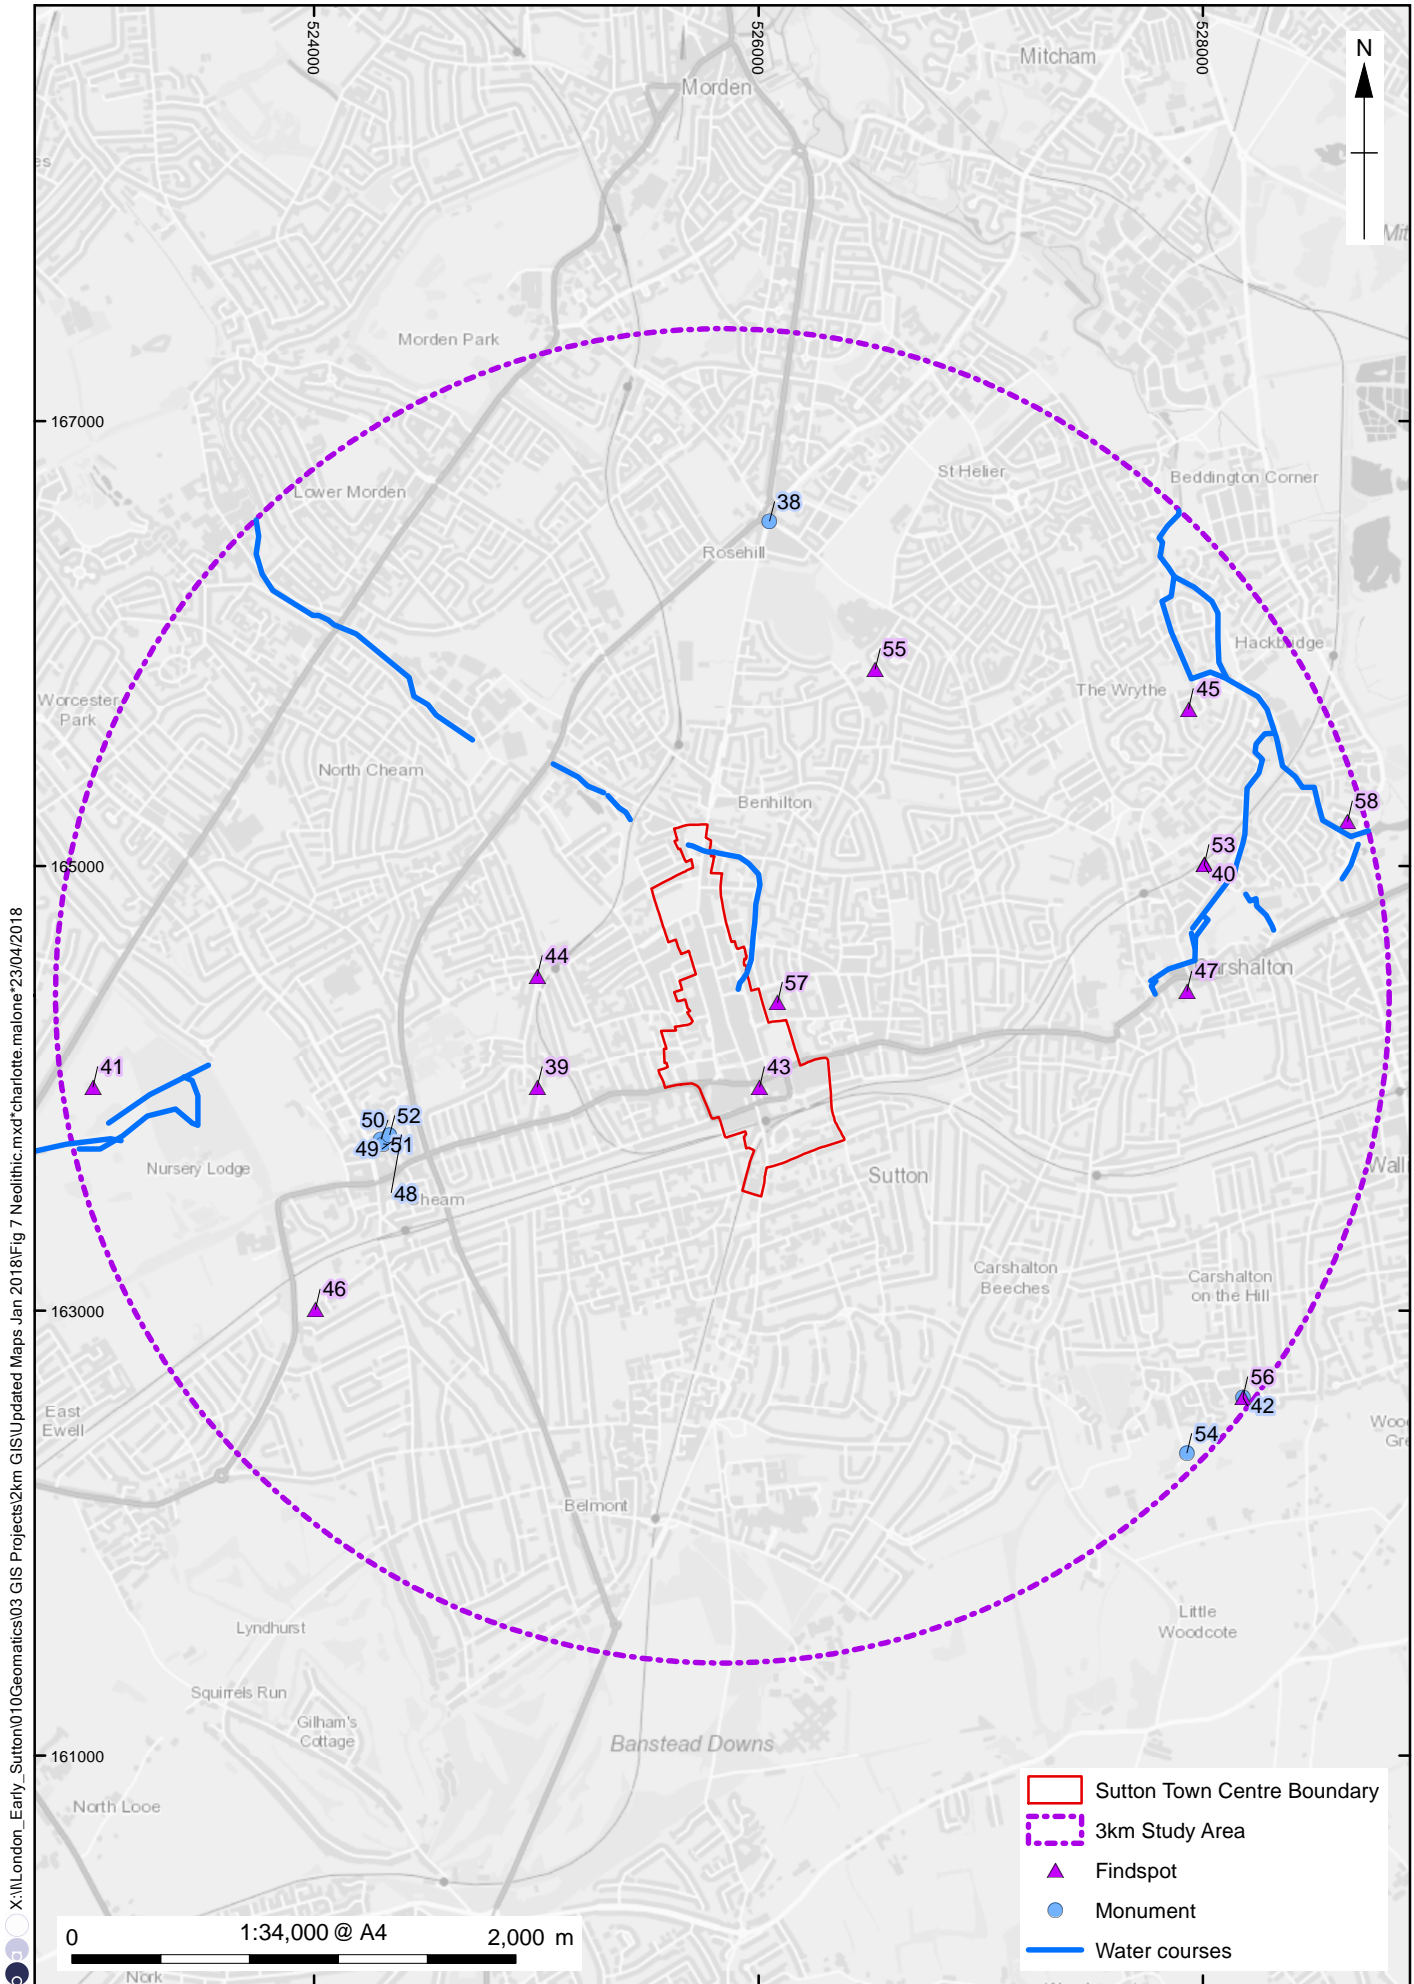 524000
526000
528000
N
Mitcham
Morden
es
Mit
Morden Park
167000
St Helier
Beddington Corner
Lower Morden
38
Rosehill
55
Hackbridge
45
The Wrythe
Worcester
Park
North Cheam
Benhilton
58
53
165000
40
44
47
57
Carshalton
41
39
43
50
52
49
51
Nursery Lodge
Wall
Sutton
48
Cheam
Carshalton
Beeches
Carshalton
on the Hill
46
163000
56
42
East
Ewell
Wood
Gre
54
Belmont
Little
Woodcote
Lyndhurst
Squirrels Run
Gilham's
Cottage
Banstead Downs
161000
North Looe
Sutton Town Centre Boundary
3km Study Area
Findspot
Monument
Water courses
1:34,000 @ A4
0
2,000 m
Nork
X:\I\London_Early_Sutton\010Geomatics\03 GIS Projects\2km GIS\Updated Maps Jan 2018\Fig 7 Neolithic.mxd*charlotte.malone*23/04/2018